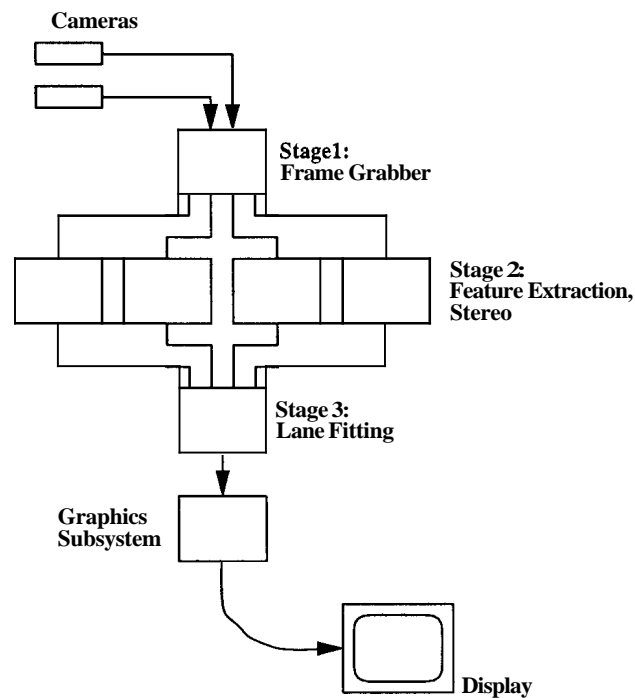 Cameras
Stage1:
Frame Grabber
Stage 2:
Feature Extraction,
Stereo
Stage 3:
Lane Fitting
Graphics
Subsystem
Display